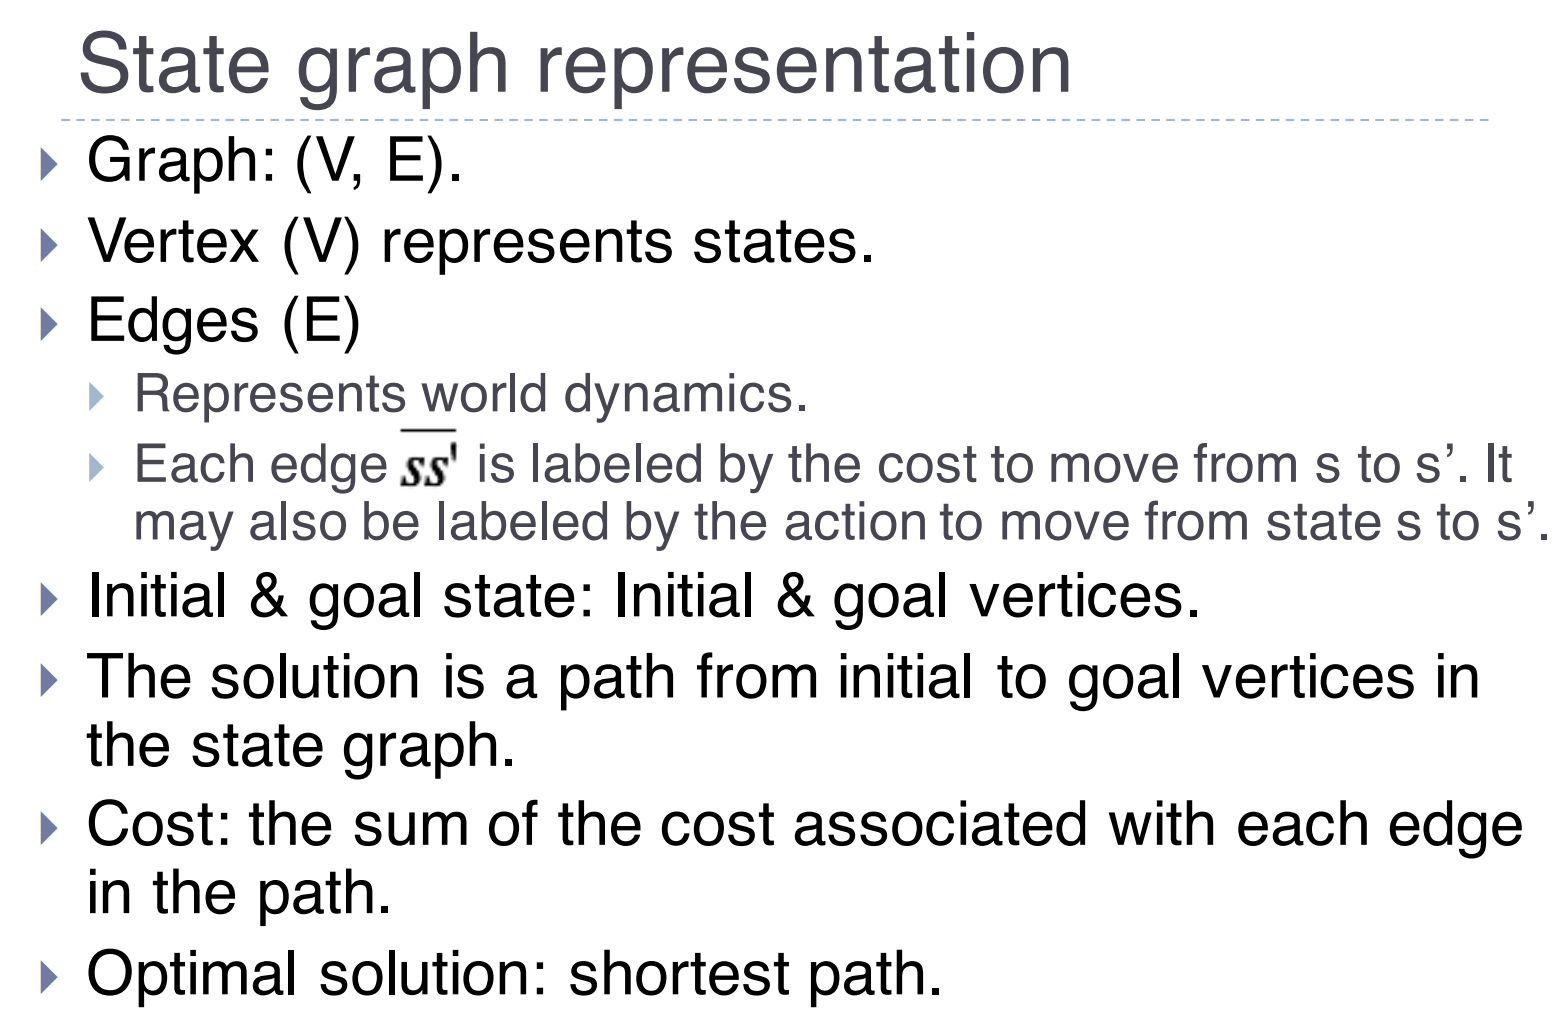 State graph representation
Graph: (V, E).
Vertex (V) represents states.
Edges (E)
Represents world dynamics.
Each edge s̅s̅' is labeled by the cost to move from s to s’. It
may also be labeled by the action to move from state s to s’.
Initial & goal state: Initial & goal vertices.
The solution is a path from initial to goal vertices in
the state graph.
Cost: the sum of the cost associated with each edge
in the path.
Optimal solution: shortest path.